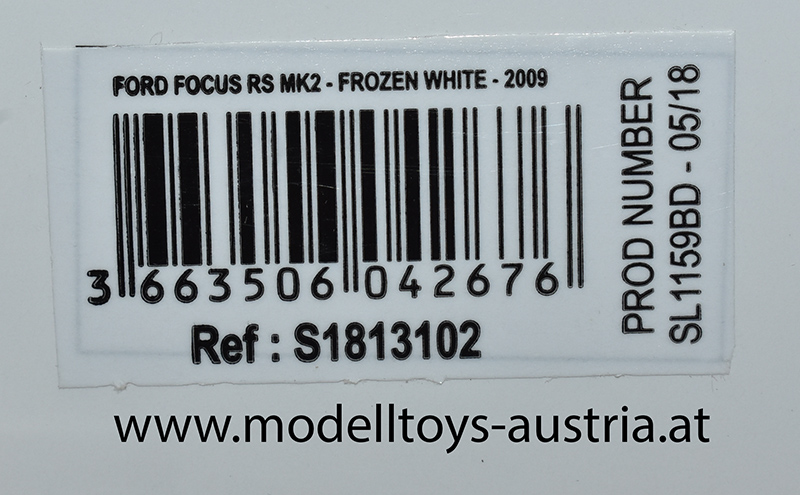 FORD FOCUS RS MK2 - FROZEN WHITE - 2009
3 663506 042676
Ref : S1813102
PROD NUMBER
SL1159BD - 05/18
www.modelltoys-austria.at